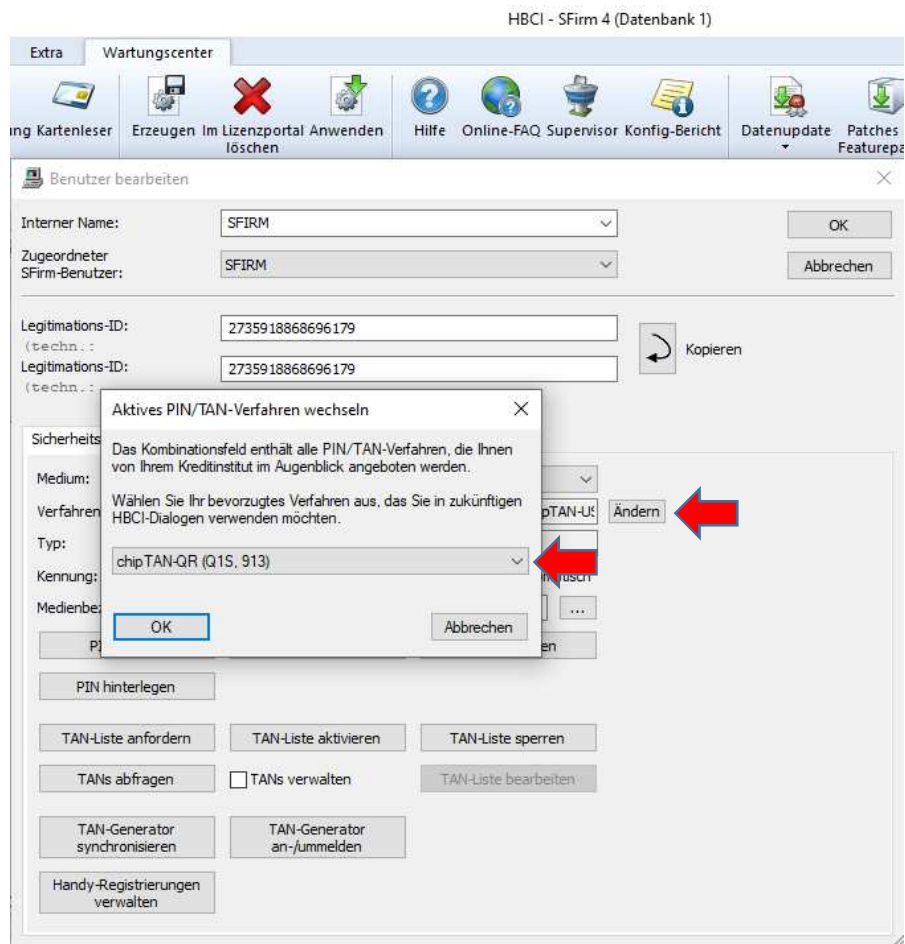 HBCI - SFirm 4 (Datenbank 1)
Extra Wartungscenter
ng Kartenleser Erzeugen Im Lizenzportal Anwenden Hilfe Online-FAQ Supervisor Konfig-Bericht Datenupdate Patches
löschen Featurepa
Benutzer bearbeiten
Interner Name: SFIRM OK
Zugeordneter
SFirm-Benutzer: SFIRM Abbrechen
Legitimations-ID: 2735918868696179
(techn.: Kopieren
Legitimations-ID: 2735918868696179
(techn.:
Aktives PIN/TAN-Verfahren wechseln
Sicherheits
Das Kombinationsfeld enthält alle PIN/TAN-Verfahren, die Ihnen
von Ihrem Kreditinstitut im Augenblick angeboten werden.
Medium:
Wählen Sie Ihr bevorzugtes Verfahren aus, das Sie in zukünftigen
HBCI-Dialogen verwenden möchten.
Verfahren pTAN-US Ändern
Typ:
chipTAN-QR (Q1S, 913)
Kennung:
Medienbe ...
OK Abbrechen
P en
PIN hinterlegen
TAN-Liste anfordern TAN-Liste aktivieren TAN-Liste sperren
TANs abfragen TANs verwalten TAN-Liste bearbeiten
TAN-Generator TAN-Generator
synchronisieren an-/ummelden
Handy-Registrierungen
verwalten